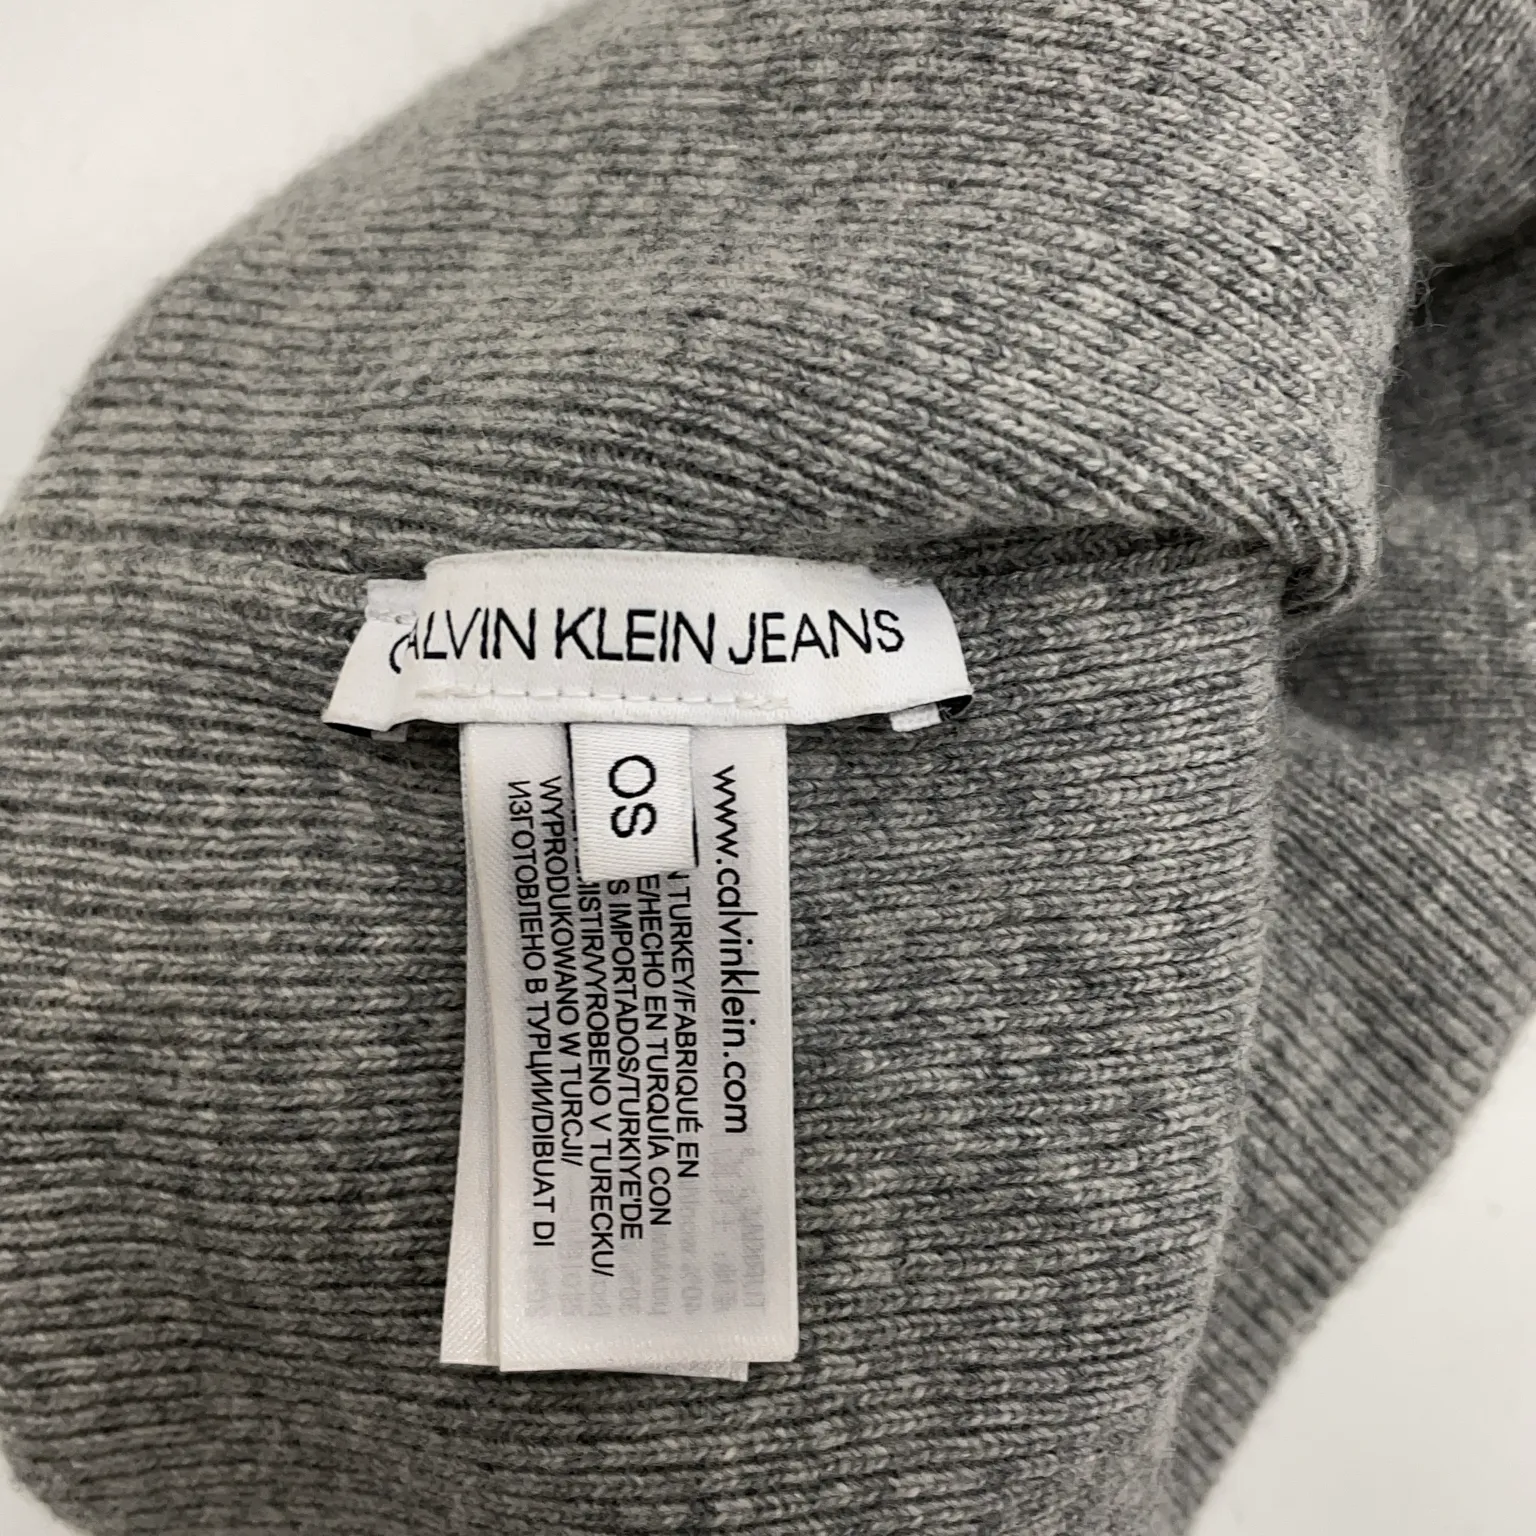 CALVIN KLEIN JEANS
OS
www.calvinklein.com
TURKEY/FABRIQUÉ EN
E/HECHO EN TURQUÍA CON
S IMPORTADOS/TURKIYE'DE
MISTIR/VYROBENO V TURECKU/
WYPRODUKOWANO W TURCJI/
ИЗГОТОВЛЕНО В ТУРЦИИ/DIBUAT DI